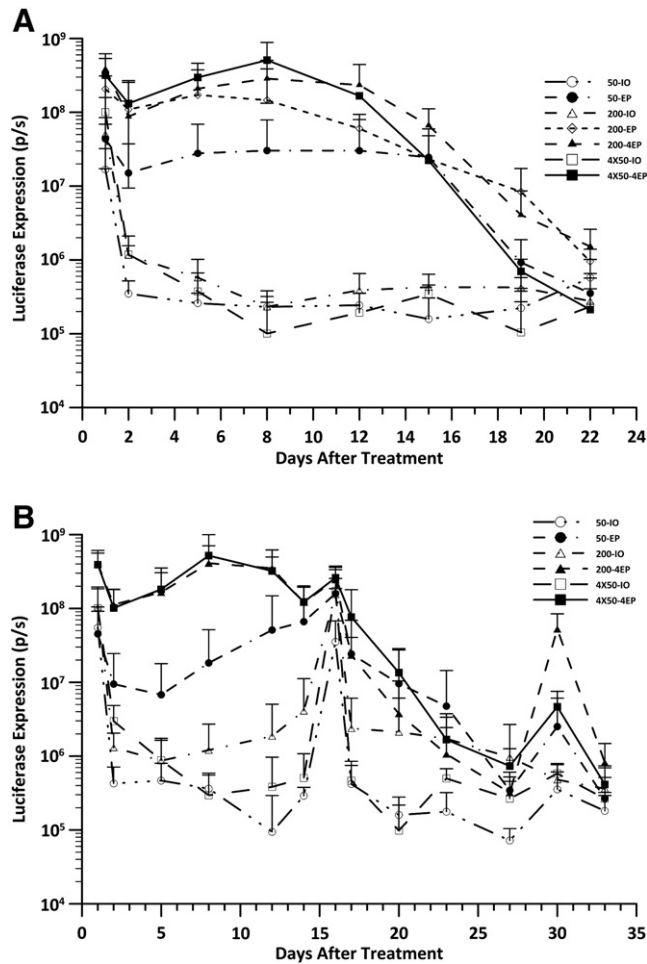 A
Luciferase Expression (p/s)
10⁹
10⁸
10⁷
10⁶
10⁵
10⁴
0 2 4 6 8 10 12 14 16 18 20 22 24
Days After Treatment
50-IO
50-EP
200-IO
200-EP
200-4EP
4X50-IO
4X50-4EP
B
Luciferase Expression (p/s)
10⁹
10⁸
10⁷
10⁶
10⁵
10⁴
0 5 10 15 20 25 30 35
Days After Treatment
50-IO
50-EP
200-IO
200-4EP
4X50-IO
4X50-4EP